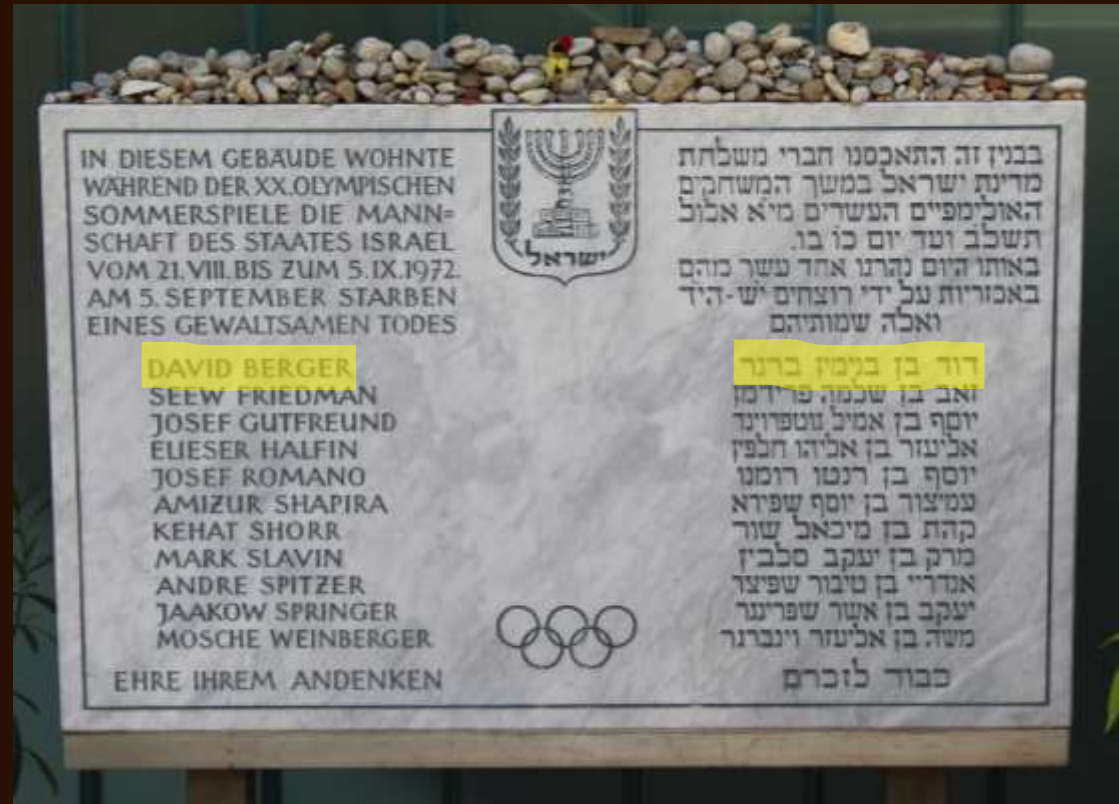 IN DIESEM GEBÄUDE WOHNTE
WÄHREND DER XX.OLYMPISCHEN
SOMMERSPIELE DIE MANN=
SCHAFT DES STAATES ISRAEL
VOM 21.VIII.BIS ZUM 5.IX.1972.
AM 5. SEPTEMBER STARBEN
EINES GEWALTSAMEN TODES
DAVID BERGER
SEEW FRIEDMAN
JOSEF GUTFREUND
ELIESER HALFIN
JOSEF ROMANO
AMIZUR SHAPIRA
KEHAT SHORR
MARK SLAVIN
ANDRE SPITZER
JAAKOW SPRINGER
MOSCHE WEINBERGER
EHRE IHREM ANDENKEN
ישראל
בבנין זה התאכסנו חברי משלחת
מדינת ישראל במשך המשחקים
האולימפיים העשרים מי״א אלול
תשל״ב ועד יום כ״ו בו.
באותו היום נהרגו אחד עשר מהם
באכזריות על ידי רוצחים יש״-הי״ד
ואלה שמותיהם
דוד בן בנימין ברגר
זאב בן שלמה פרידמן
יוסף בן אמיל גוטפרוינד
אליעזר בן אליהו חלפין
יוסף בן רנטו רומנו
עמיצור בן יוסף שפירא
קהת בן מיכאל שור
מרק בן יעקב סלבין
אנדריי בן טיבור שפיצר
יעקב בן אשר שפרינגר
משה בן אליעזר וינברגר
כבוד לזכרם